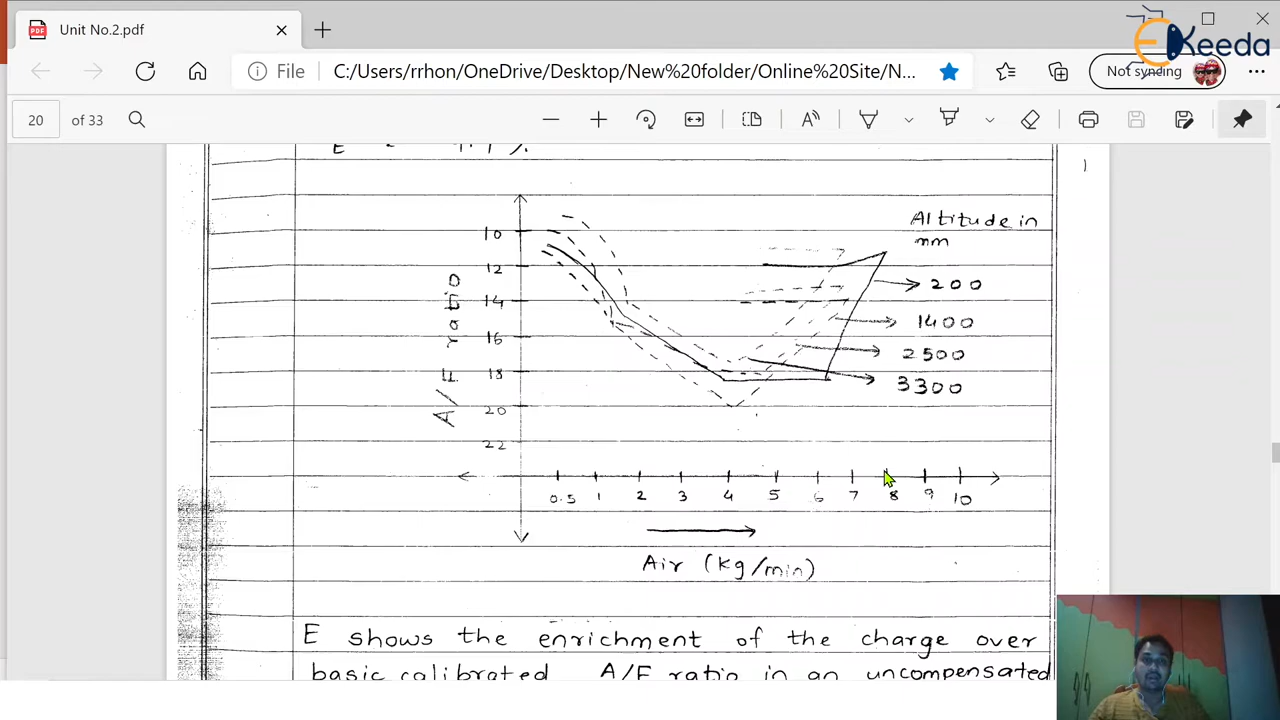 Unit No.2.pdf
EKeeda
File
C:/Users/rrhon/OneDrive/Desktop/New%20folder/Online%20Site/N...
Not syncing
20 of 33
Altitude in
mm
10
12
14
16
18
20
22
A/F ratio
200
1400
2500
3300
0.5 1 2 3 4 5 6 7 8 9 10
Air (kg/min)
E shows the enrichment of the charge over
basic calibrated A/F ratio in an uncompensated